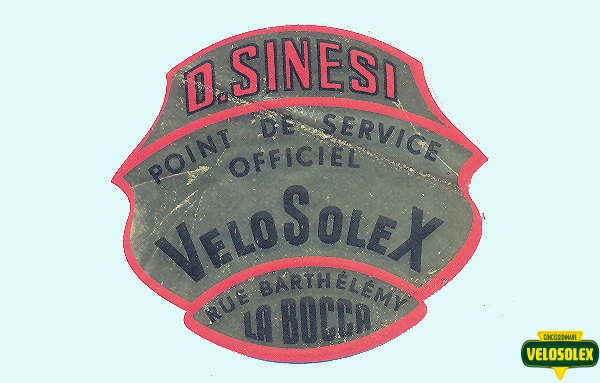 D. SINESI
POINT DE SERVICE
OFFICIEL
VELOSOLEX
RUE BARTHÉLÉMY
LA BOCCA
CONCESSIONNAIRE
VELOSOLEX